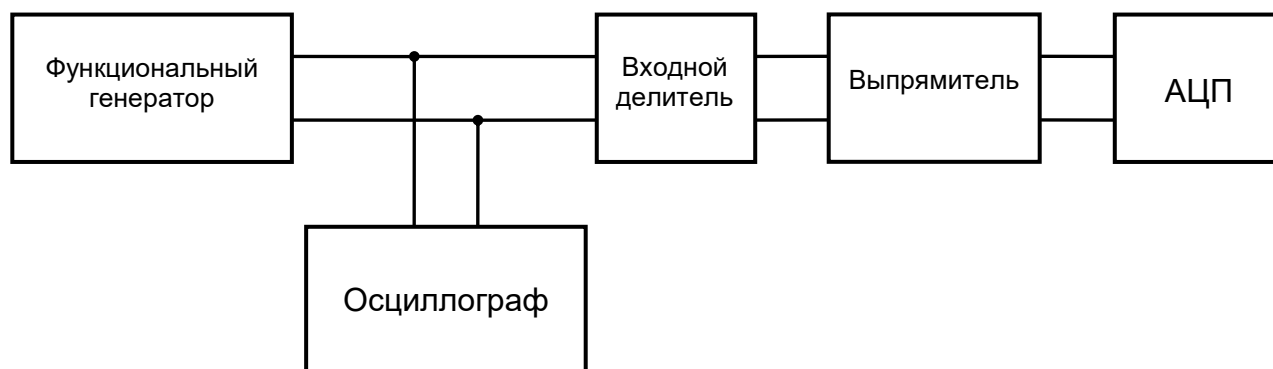 Функциональный
генератор
Входной
делитель
Выпрямитель
АЦП
Осциллограф